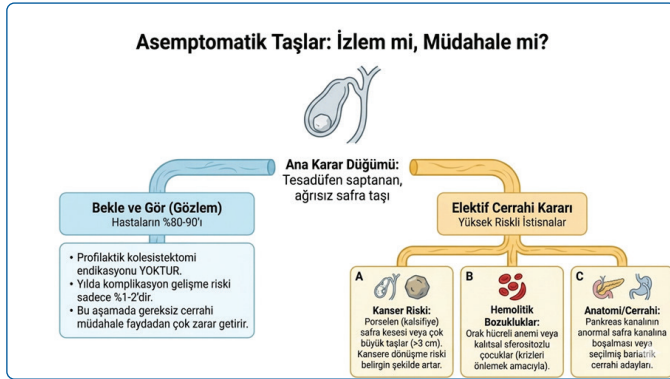 Asemptomatik Taşlar: İzlem mi, Müdahale mi?
Ana Karar Düğümü:
Tesadüfen saptanan,
ağrısız safra taşı
Bekle ve Gör (Gözlem)
Hastaların %80-90'ı
• Profilaktik kolesistektomi
endikasyonu YOKTUR.
• Yılda komplikasyon gelişme riski
sadece %1-2'dir.
• Bu aşamada gereksiz cerrahi
müdahale faydadan çok zarar getirir.
Elektif Cerrahi Kararı
Yüksek Riskli İstisnalar
A
Kanser Riski:
Porselen (kalsifiye)
safra kesesi veya çok
büyük taşlar (>3 cm).
Kansere dönüşme riski
belirgin şekilde artar.
B
Hemolitik
Bozukluklar:
Orak hücreli anemi veya
kalıtsal sferositozlu
çocuklar (krizleri
önlemek amacıyla).
C
Anatomi/Cerrahi:
Pankreas kanalının
anormal safra kanalına
boşalması veya
seçilmiş bariatrik
cerrahi adayları.